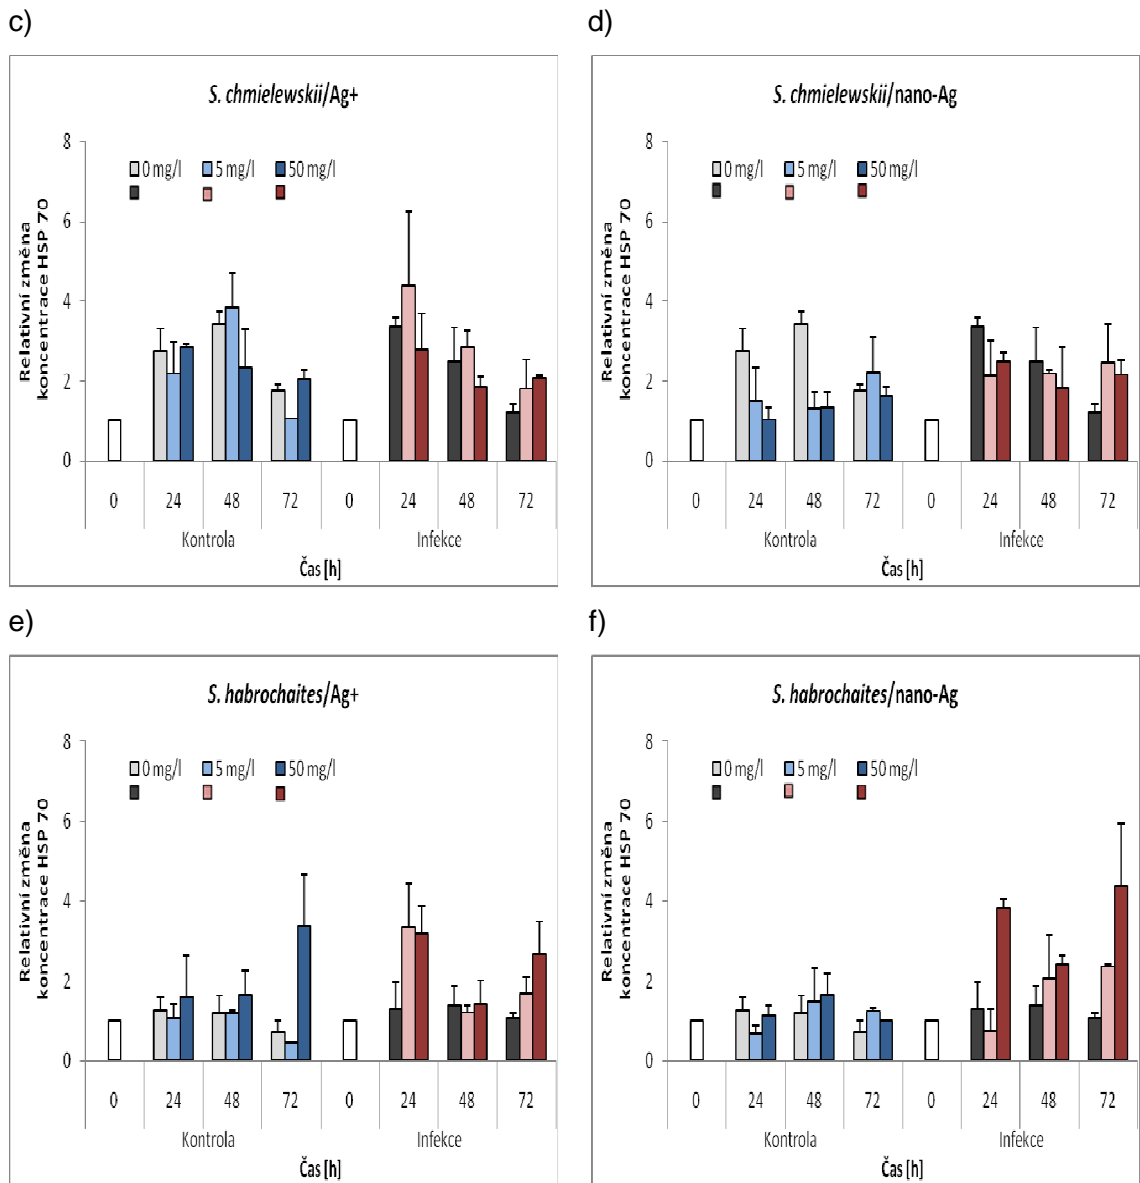 c)
S. chmielewskii/Ag+
8
0 mg/l 5 mg/l 50 mg/l
6
4
2
0
Relativní změna
koncentrace HSP 70
0 24 48 72 0 24 48 72
Kontrola Infekce
Čas [h]
d)
S. chmielewskii/nano-Ag
8
0 mg/l 5 mg/l 50 mg/l
6
4
2
0
Relativní změna
koncentrace HSP 70
0 24 48 72 0 24 48 72
Kontrola Infekce
Čas [h]
e)
S. habrochaites/Ag+
8
0 mg/l 5 mg/l 50 mg/l
6
4
2
0
Relativní změna
koncentrace HSP 70
0 24 48 72 0 24 48 72
Kontrola Infekce
Čas [h]
f)
S. habrochaites/nano-Ag
8
0 mg/l 5 mg/l 50 mg/l
6
4
2
0
Relativní změna
koncentrace HSP 70
0 24 48 72 0 24 48 72
Kontrola Infekce
Čas [h]